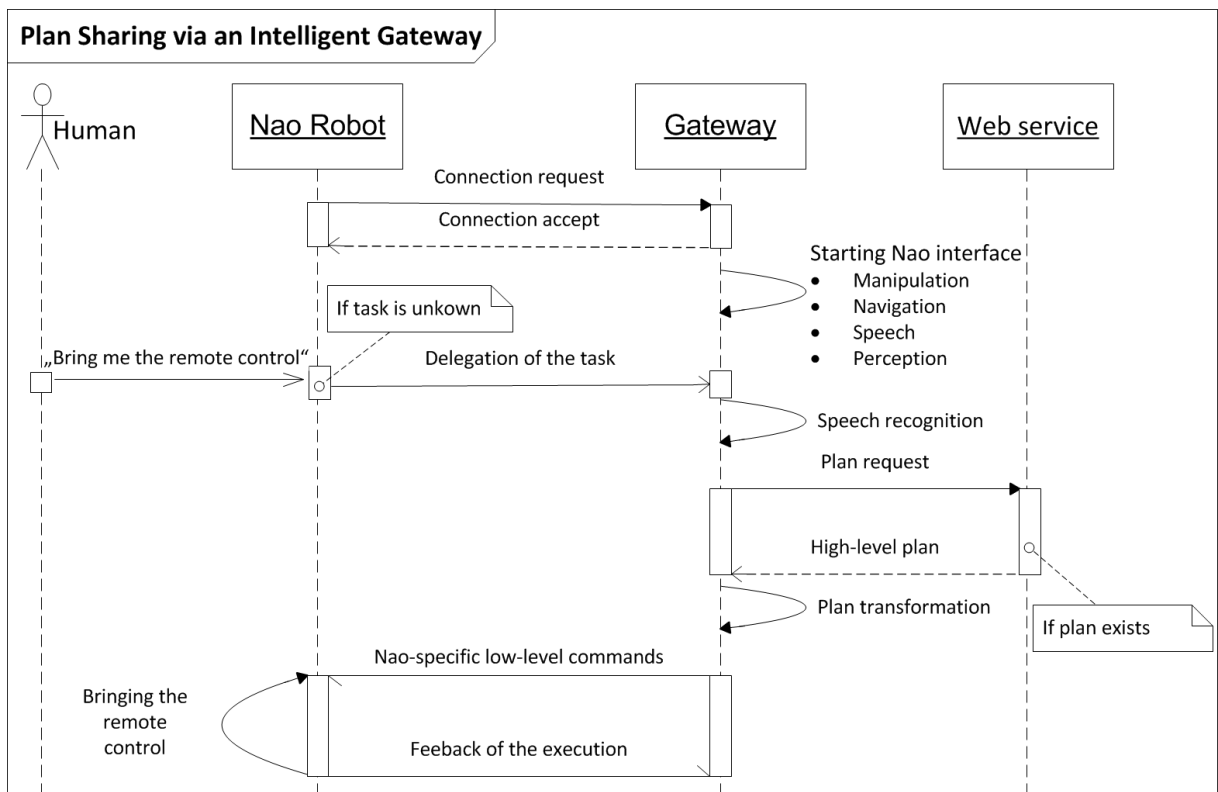 Plan Sharing via an Intelligent Gateway
Human
Nao Robot
Gateway
Web service
Connection request
Connection accept
Starting Nao interface
• Manipulation
• Navigation
• Speech
• Perception
If task is unkown
„Bring me the remote control“
Delegation of the task
Speech recognition
Plan request
High-level plan
Plan transformation
If plan exists
Nao-specific low-level commands
Bringing the
remote
control
Feeback of the execution